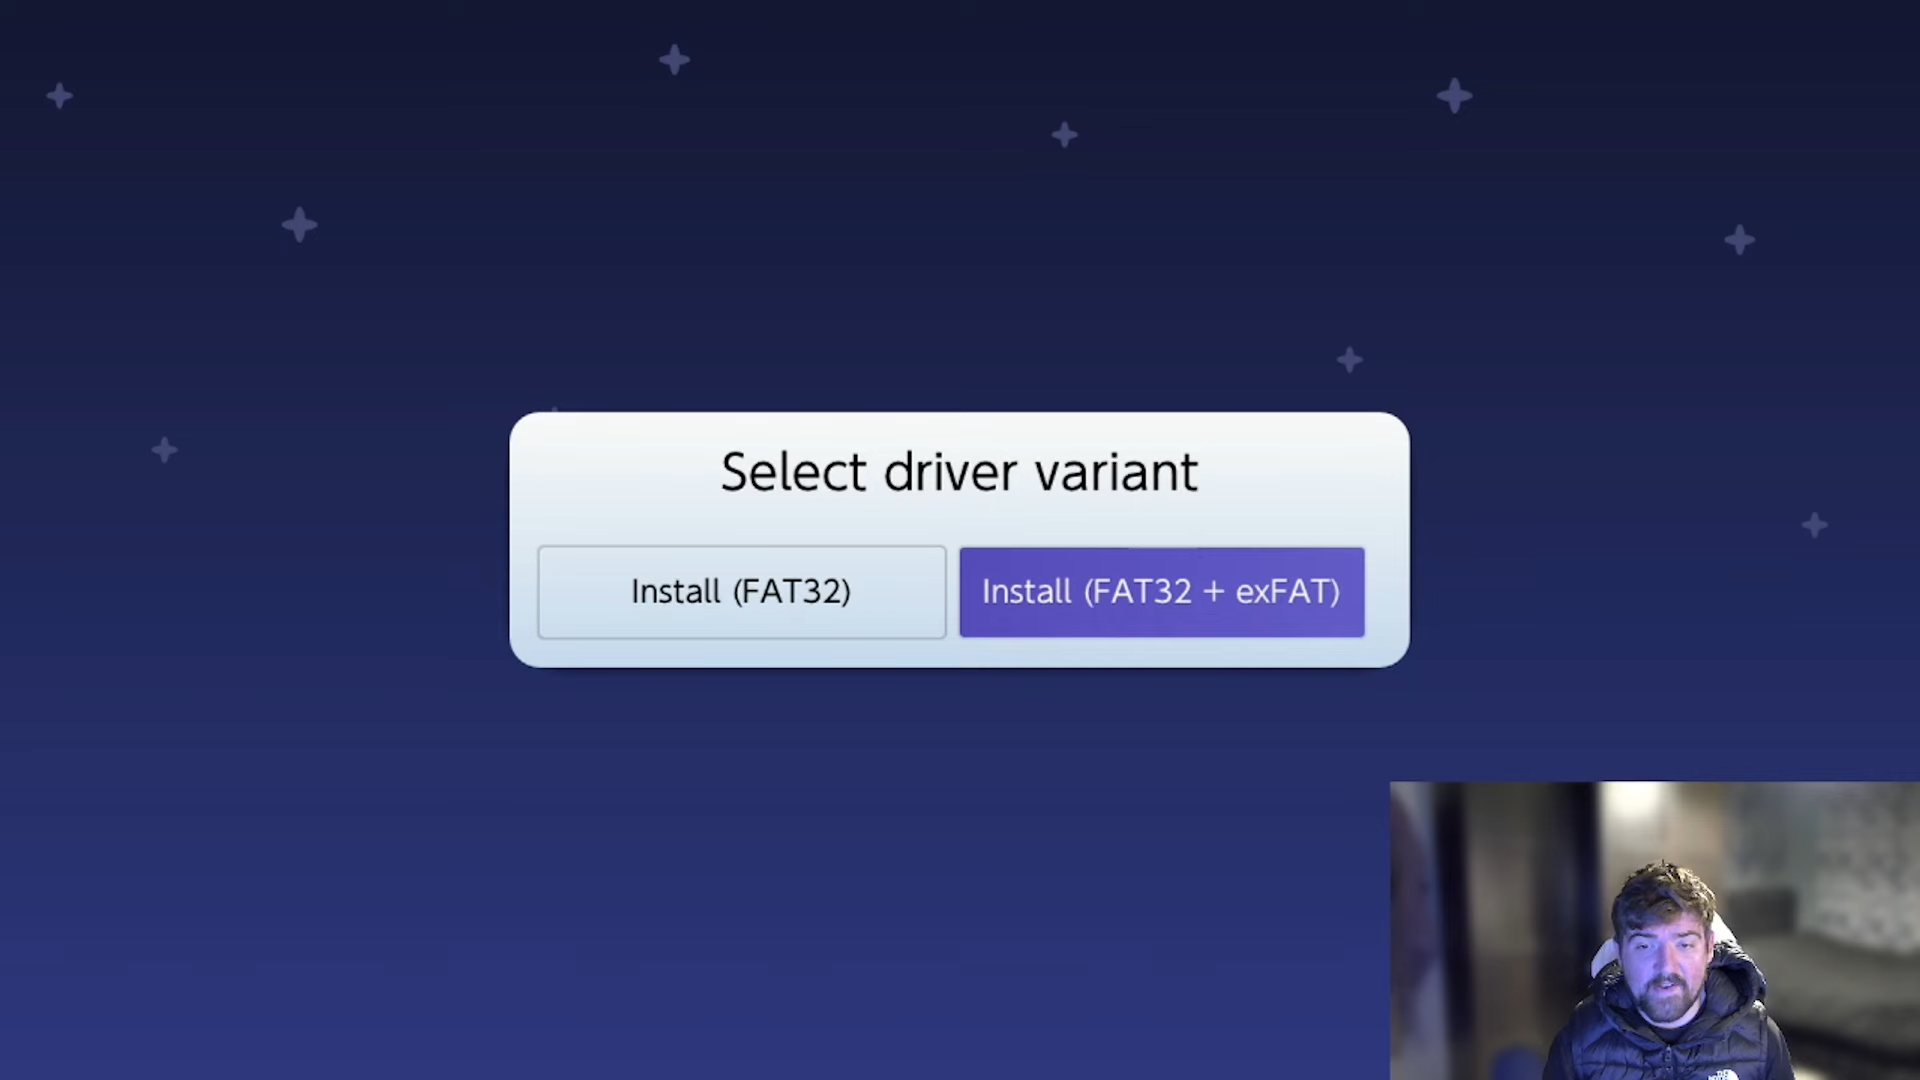 Select driver variant
Install (FAT32)
Install (FAT32 + exFAT)